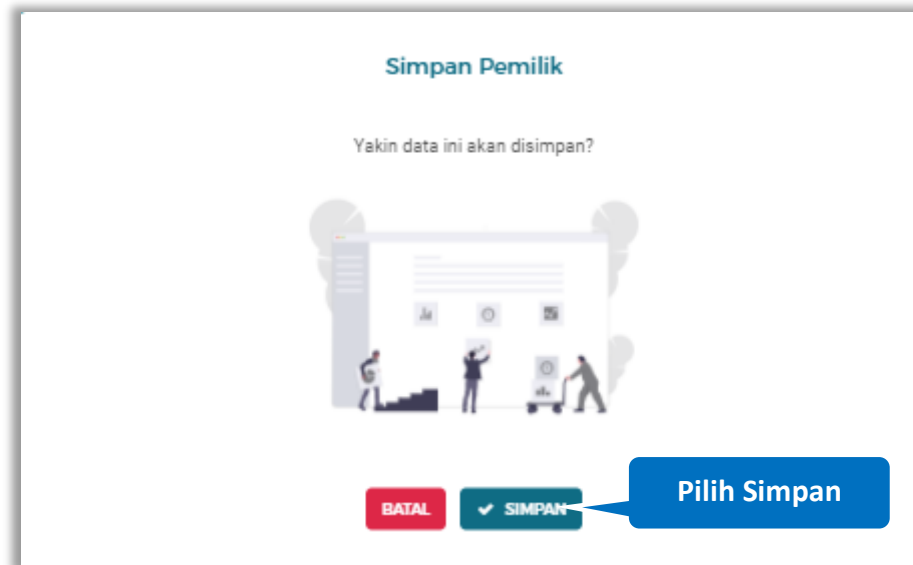 Simpan Pemilik
Yakin data ini akan disimpan?
BATAL
SIMPAN
Pilih Simpan